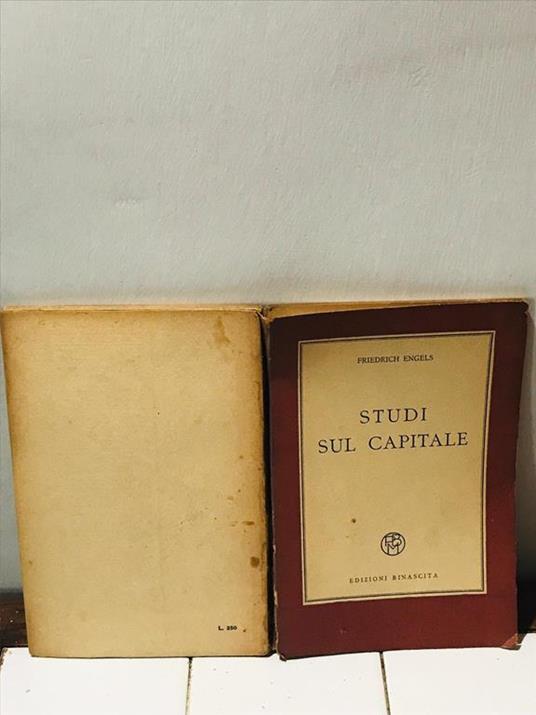 FRIEDRICH ENGELS
STUDI
SUL CAPITALE
EDIZIONI RINASCITA
L. 250